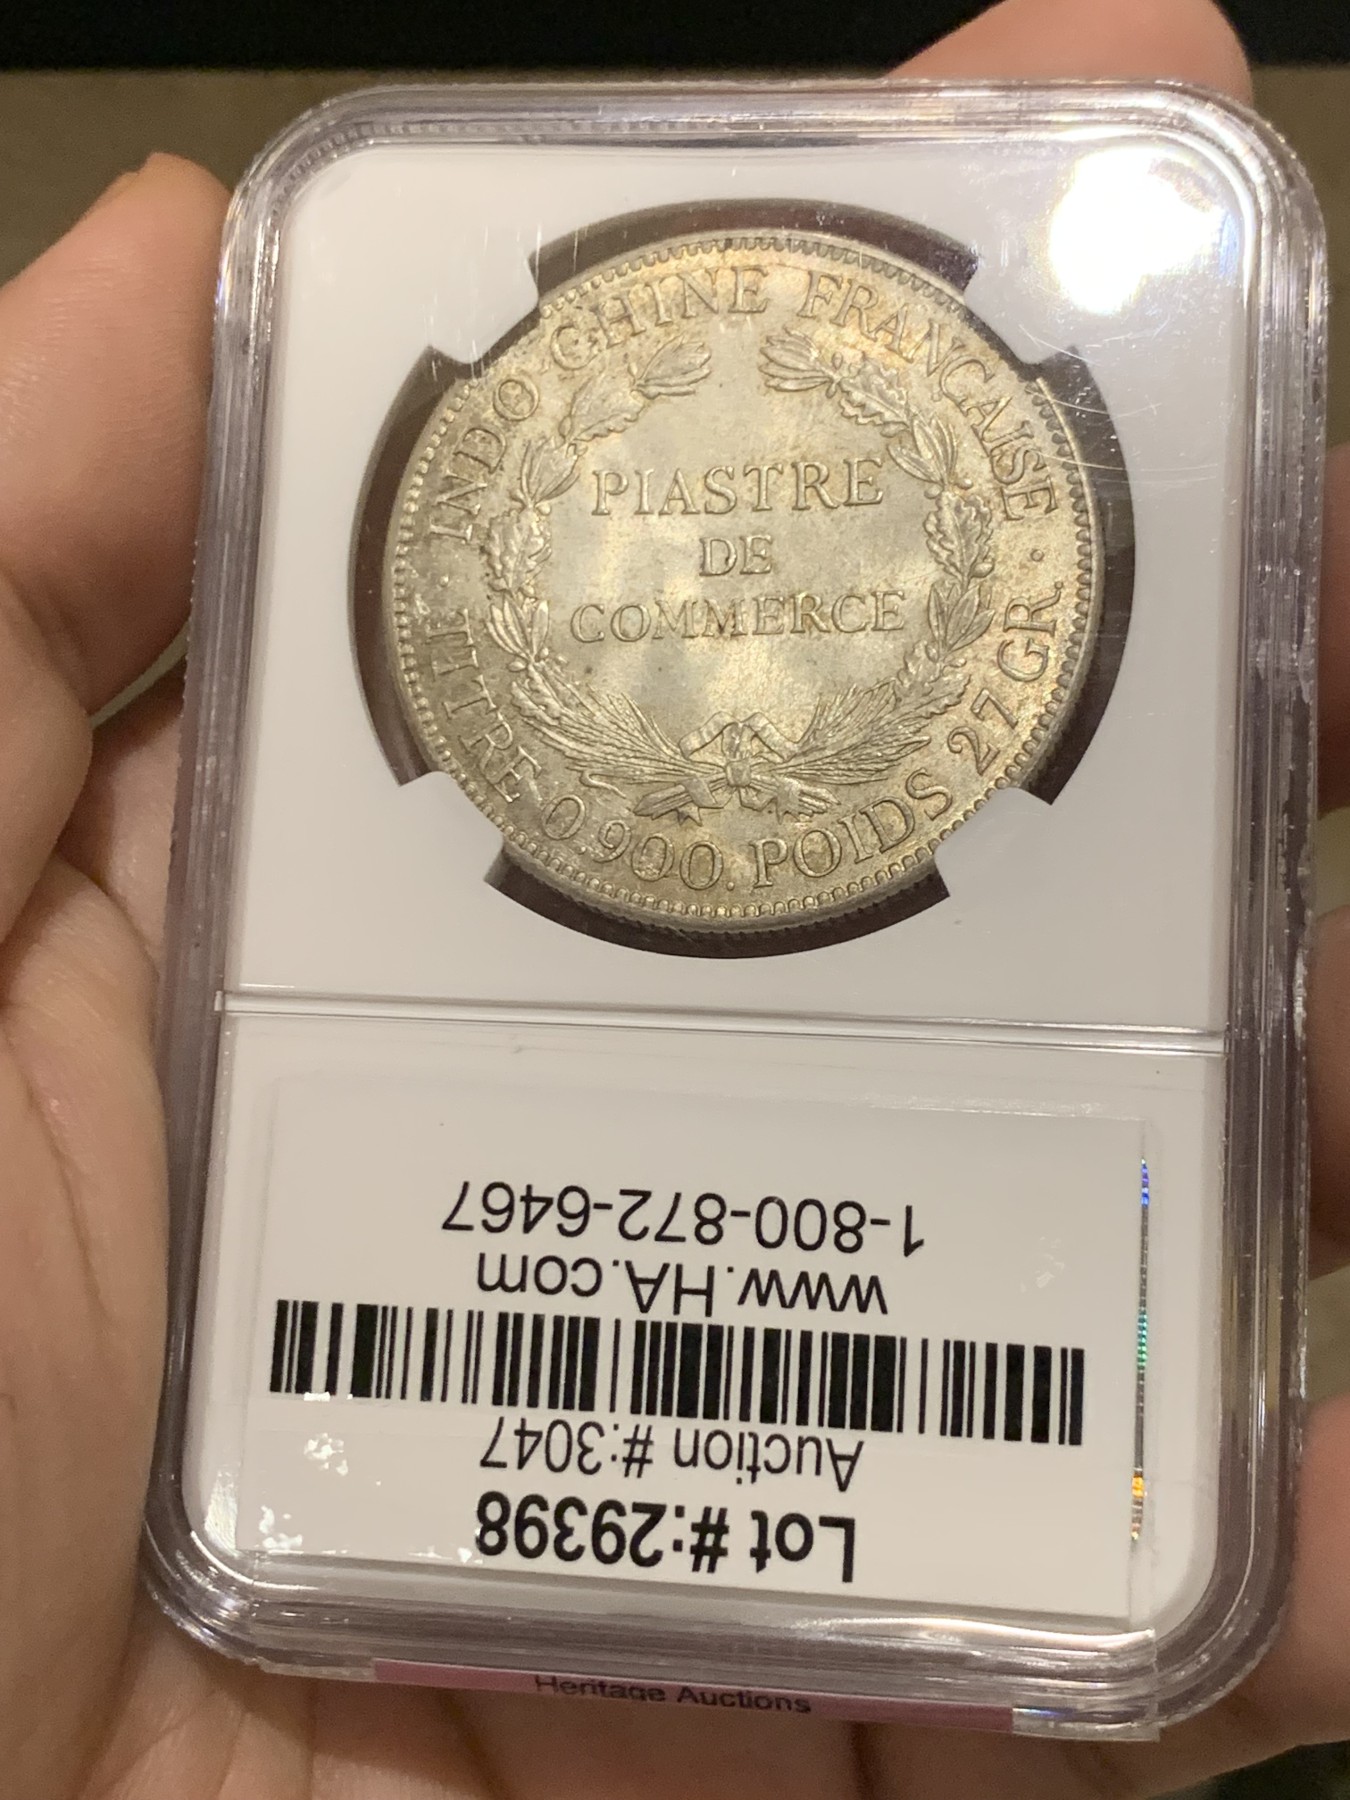 INDO-CHINE FRANÇAISE
PIASTRE
DE
COMMERCE
· TITRE 0,900. POIDS 27 GR. ·
Lot #:29398
Auction #:3047
www.HA.com
1-800-872-6467
Heritage Auctions